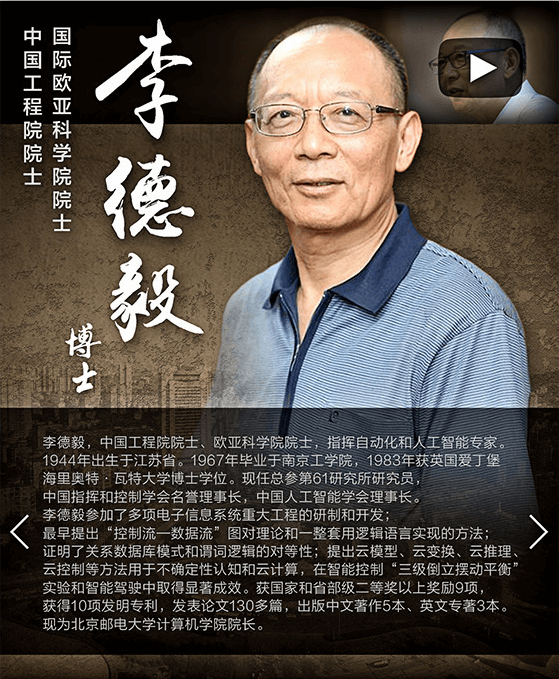 国际欧亚科学院院士
中国工程院院士
李德毅
博士
李德毅，中国工程院院士、欧亚科学院院士，指挥自动化和人工智能专家。
1944年出生于江苏省。1967年毕业于南京工学院，1983年获英国爱丁堡
海里奥特·瓦特大学博士学位。现任总参第61研究所研究员，
中国指挥和控制学会名誉理事长，中国人工智能学会理事长。
李德毅参加了多项电子信息系统重大工程的研制和开发；
最早提出“控制流—数据流”图对理论和一整套用逻辑语言实现的方法；
证明了关系数据库模式和谓词逻辑的对等性；提出云模型、云变换、云推理、
云控制等方法用于不确定性认知和云计算，在智能控制“三级倒立摆动平衡”
实验和智能驾驶中取得显著成效。获国家和省部级二等奖以上奖励9项，
获得10项发明专利，发表论文130多篇，出版中文著作5本、英文专著3本。
现为北京邮电大学计算机学院院长。